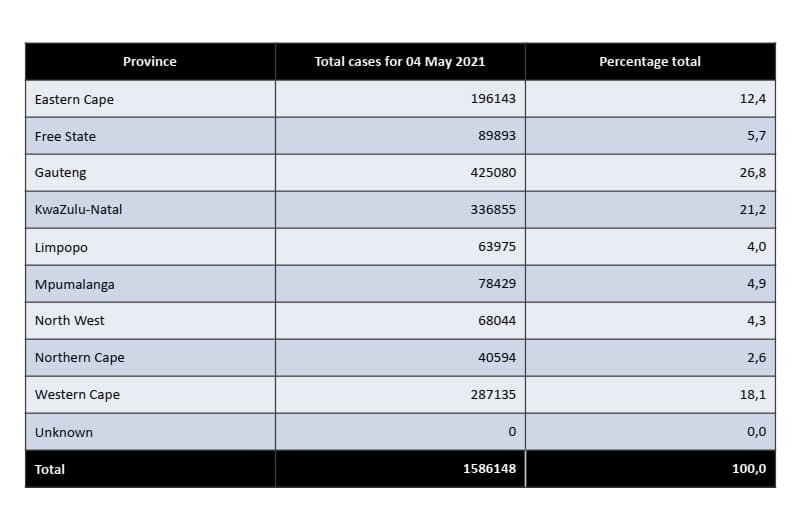 Province Total cases for 04 May 2021 Percentage total
Eastern Cape 196143 12,4
Free State 89893 5,7
Gauteng 425080 26,8
KwaZulu-Natal 336855 21,2
Limpopo 63975 4,0
Mpumalanga 78429 4,9
North West 68044 4,3
Northern Cape 40594 2,6
Western Cape 287135 18,1
Unknown 0 0,0
Total 1586148 100,0